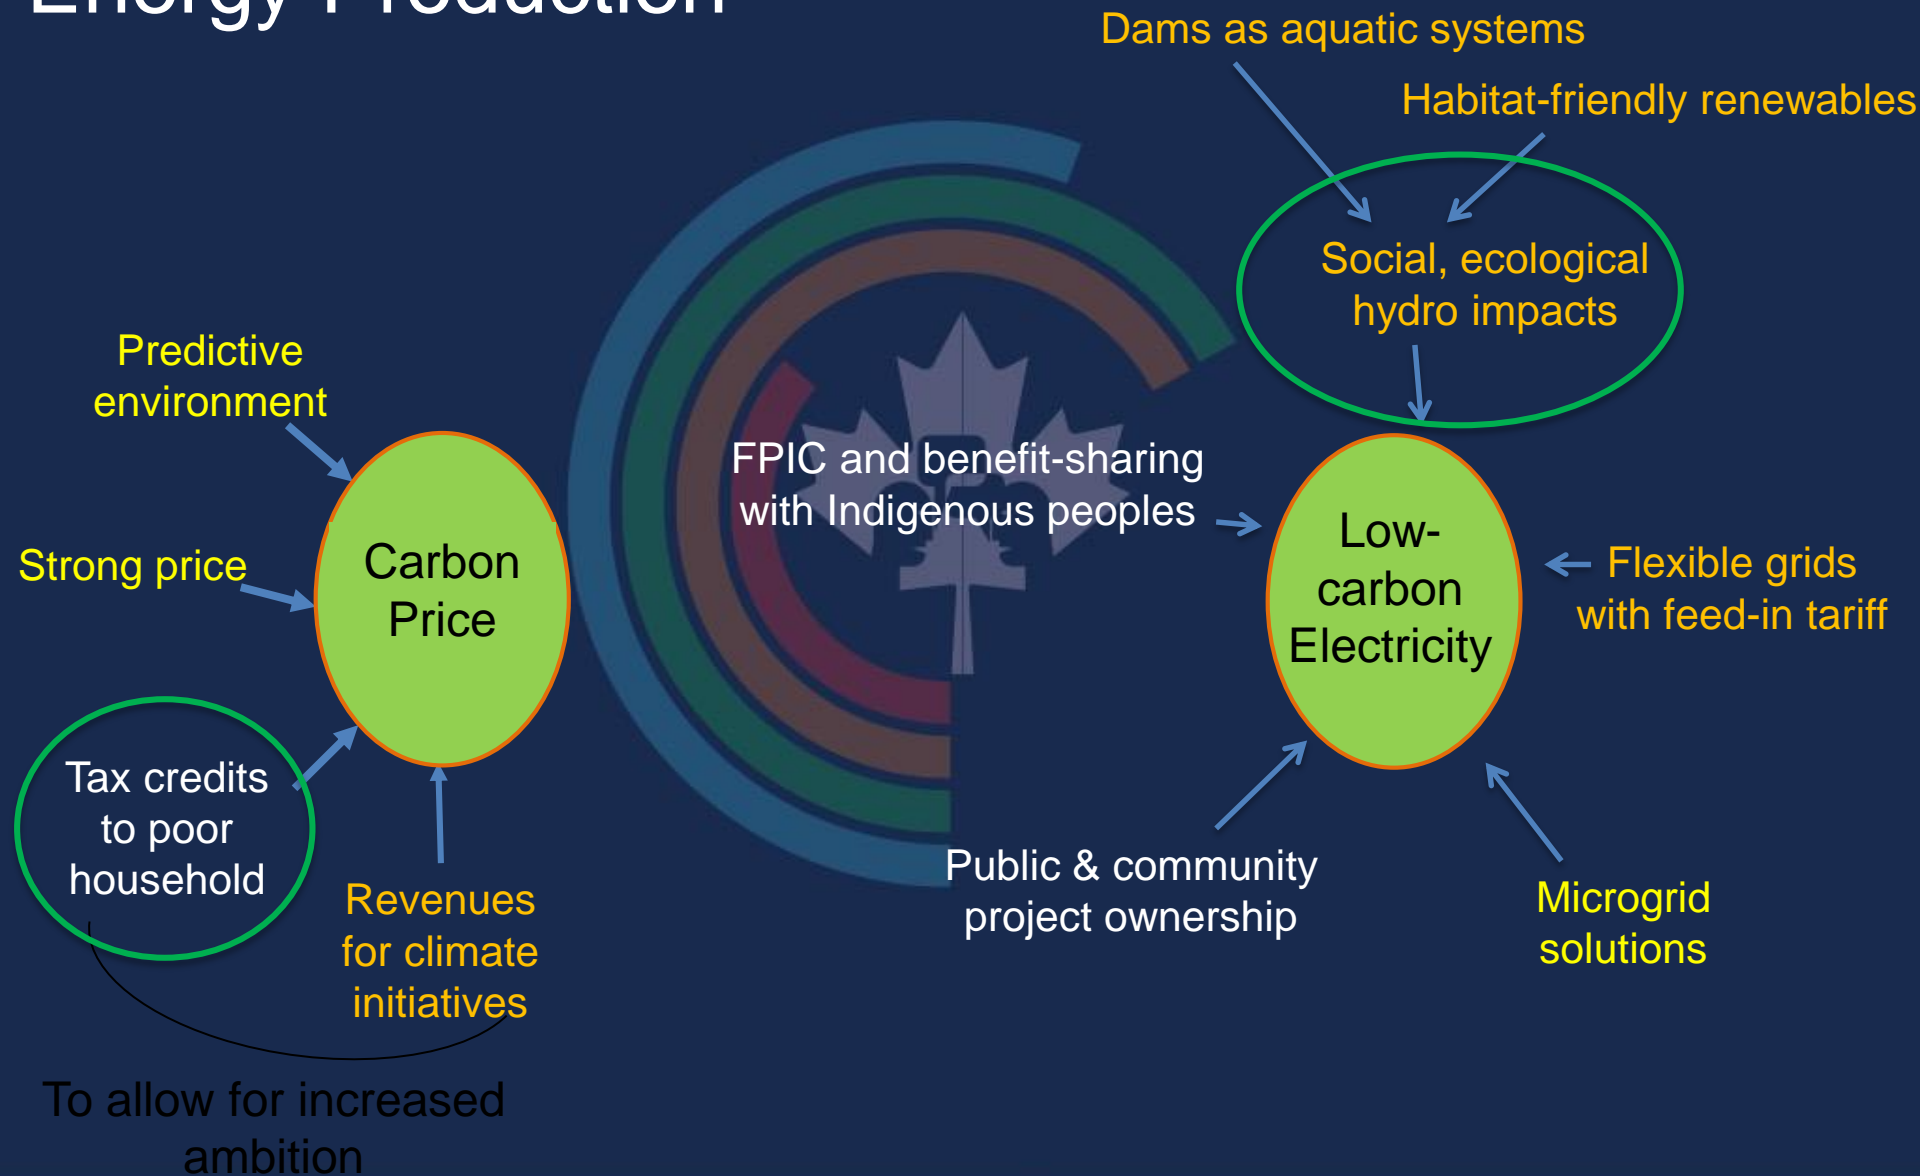 Energy Production
Dams as aquatic systems
Habitat-friendly renewables
Social, ecological
hydro impacts
Predictive
environment
Strong price
Carbon
Price
Tax credits
to poor
household
Revenues
for climate
initiatives
To allow for increased
ambition
FPIC and benefit-sharing
with Indigenous peoples
Low-
carbon
Electricity
Flexible grids
with feed-in tariff
Public & community
project ownership
Microgrid
solutions